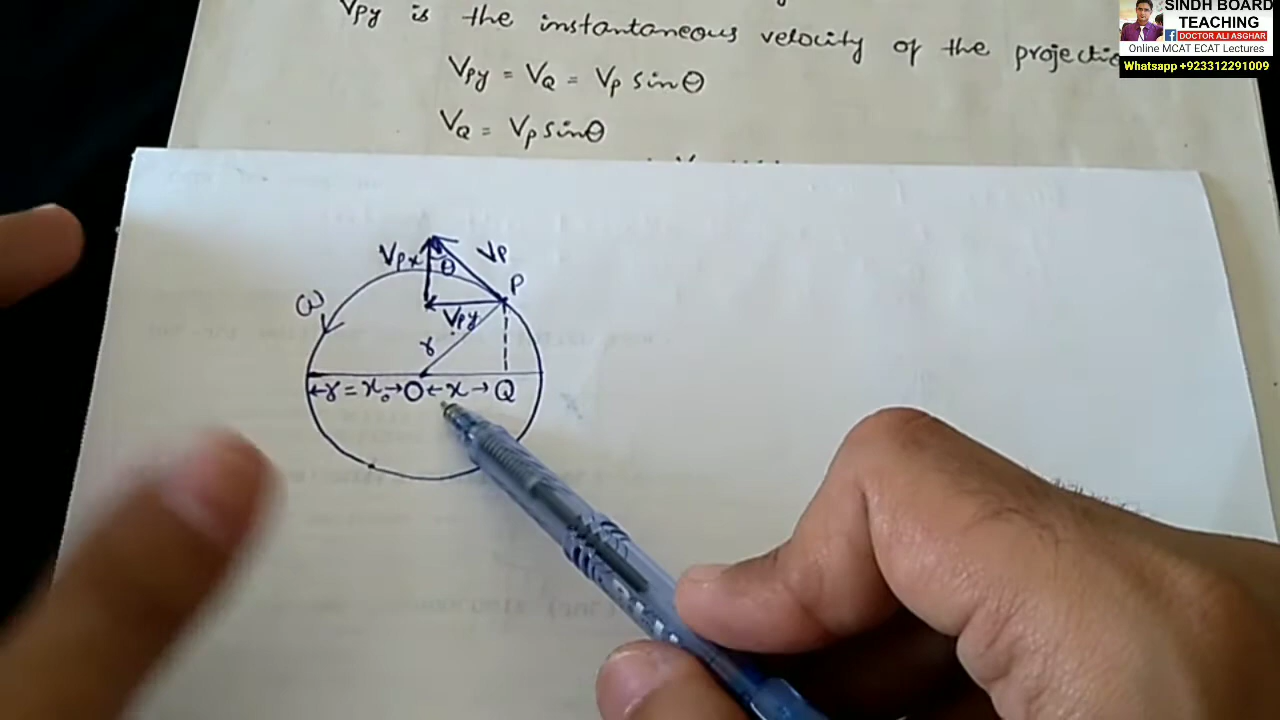 Vpy is the instantaneous velocity of the projectio
Vpy = VQ = Vp sinθ
VQ = Vp sinθ
SINDH BOARD
TEACHING
DOCTOR ALI ASGHAR
Online MCAT ECAT Lectures
Whatsapp +923312291009
Vpx
θ
Vp
P
ω
Vpy
r
r = x₀
O
x
Q